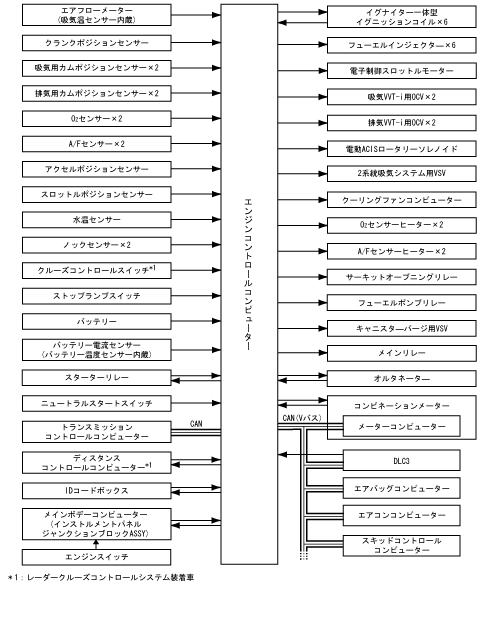 エアフローメーター
(吸気温センサー内蔵)
クランクポジションセンサー
吸気用カムポジションセンサー×2
排気用カムポジションセンサー×2
O2センサー×2
A/Fセンサー×2
アクセルポジションセンサー
スロットルポジションセンサー
水温センサー
ノックセンサー×2
クルーズコントロールスイッチ*1
ストップランプスイッチ
バッテリー
バッテリー電流センサー
(バッテリー温度センサー内蔵)
スターターリレー
ニュートラルスタートスイッチ
トランスミッション
コントロールコンピューター
CAN
ディスタンス
コントロールコンピューター*1
IDコードボックス
メインボデーコンピューター
(インストルメントパネル
ジャンクションブロックASSY)
エンジンスイッチ
エンジンコントロールコンピューター
イグナイター一体型
イグニッションコイル×6
フューエルインジェクター×6
電子制御スロットルモーター
吸気VVT-i用OCV×2
排気VVT-i用OCV×2
電動ACISロータリーソレノイド
2系統吸気システム用VSV
クーリングファンコンピューター
O2センサーヒーター×2
A/Fセンサーヒーター×2
サーキットオープニングリレー
フューエルポンプリレー
キャニスターパージ用VSV
メインリレー
オルタネーター
コンビネーションメーター
CAN(Vバス)
メーターコンピューター
DLC3
エアバッグコンピューター
エアコンコンピューター
スキッドコントロール
コンピューター
*1:レーダークルーズコントロールシステム装着車